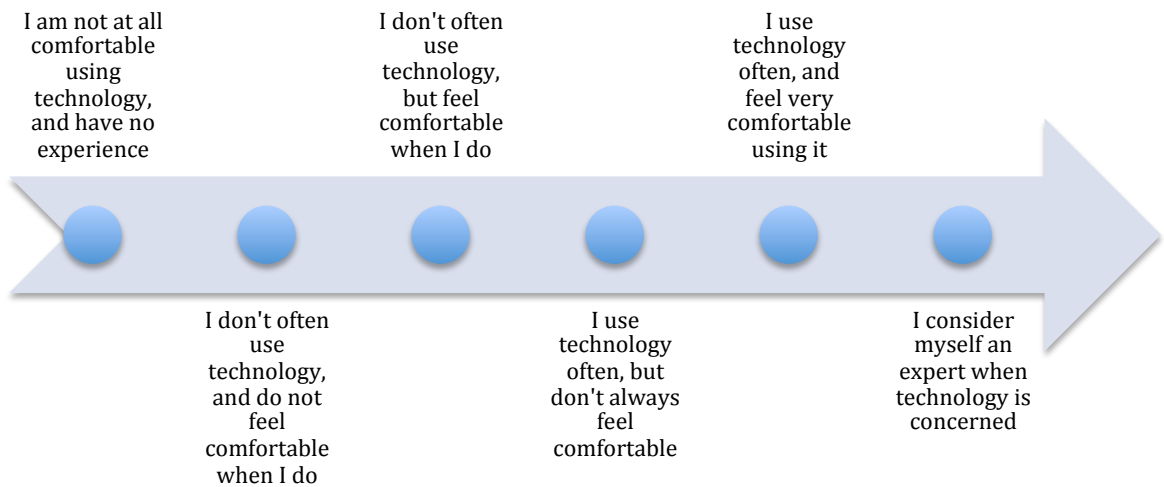 I am not at all
comfortable
using
technology,
and have no
experience
I don't often
use
technology,
and do not
feel
comfortable
when I do
I don't often
use
technology,
but feel
comfortable
when I do
I use
technology
often, but
don't always
feel
comfortable
I use
technology
often, and
feel very
comfortable
using it
I consider
myself an
expert when
technology is
concerned